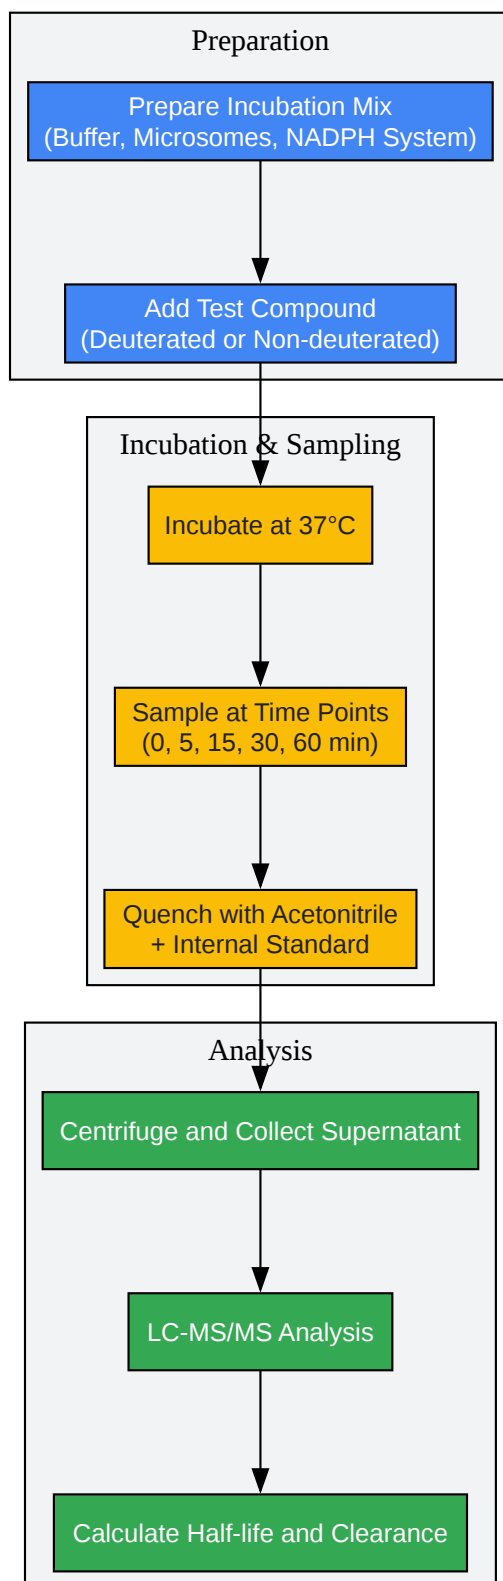 Preparation
Prepare Incubation Mix
(Buffer, Microsomes, NADPH System)
Add Test Compound
(Deuterated or Non-deuterated)
Incubation & Sampling
Incubate at 37°C
Sample at Time Points
(0, 5, 15, 30, 60 min)
Quench with Acetonitrile
+ Internal Standard
Analysis
Centrifuge and Collect Supernatant
LC-MS/MS Analysis
Calculate Half-life and Clearance